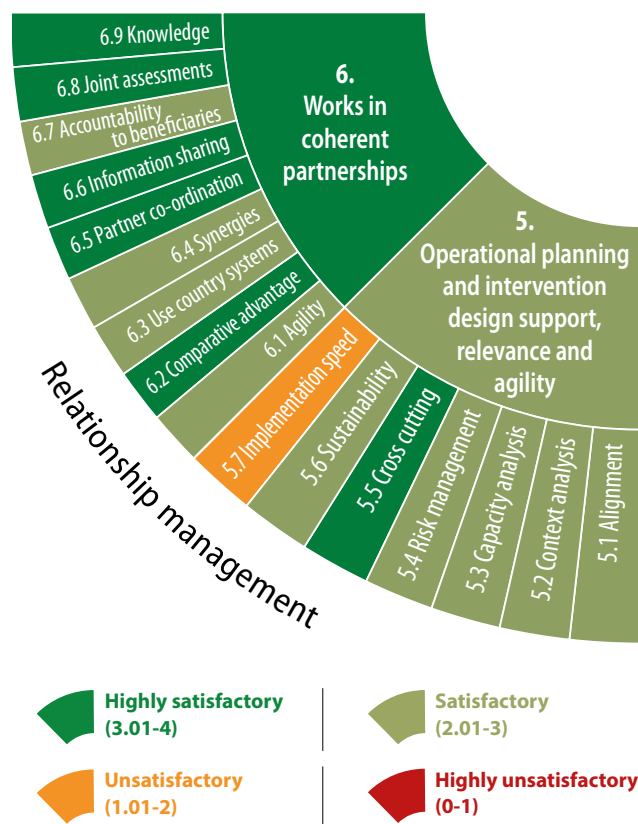 6.9 Knowledge
6.8 Joint assessments
6.7 Accountability
to beneficiaries
6.6 Information sharing
6.5 Partner co-ordination
6.4 Synergies
6.3 Use country systems
6.2 Comparative advantage
6.1 Agility
6.
Works in
coherent
partnerships
5.
Operational planning
and intervention
design support,
relevance and
agility
5.7 Implementation speed
5.6 Sustainability
5.5 Cross cutting
5.4 Risk management
5.3 Capacity analysis
5.2 Context analysis
5.1 Alignment
Relationship management
Highly satisfactory
(3.01-4)
Satisfactory
(2.01-3)
Unsatisfactory
(1.01-2)
Highly unsatisfactory
(0-1)